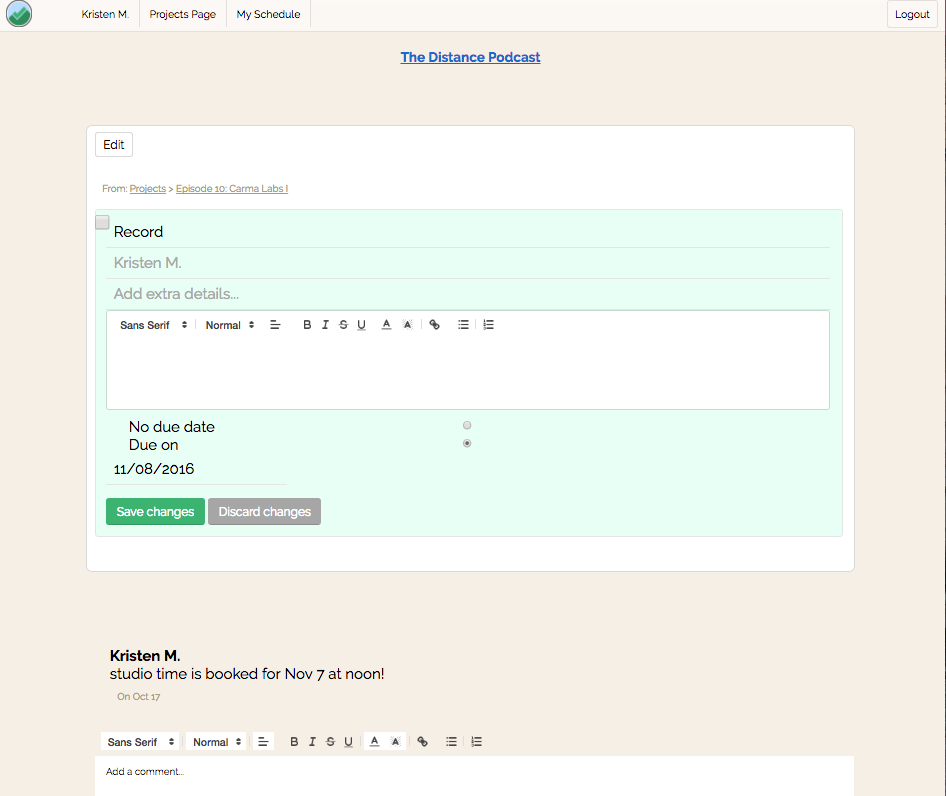 Kristen M. Projects Page My Schedule Logout
The Distance Podcast
Edit
From: Projects > Episode 10: Carma Labs I
Record
Kristen M.
Add extra details...
Sans Serif Normal B I S U A A
No due date
Due on
11/08/2016
Save changes Discard changes
Kristen M.
studio time is booked for Nov 7 at noon!
On Oct 17
Sans Serif Normal B I S U A A
Add a comment...